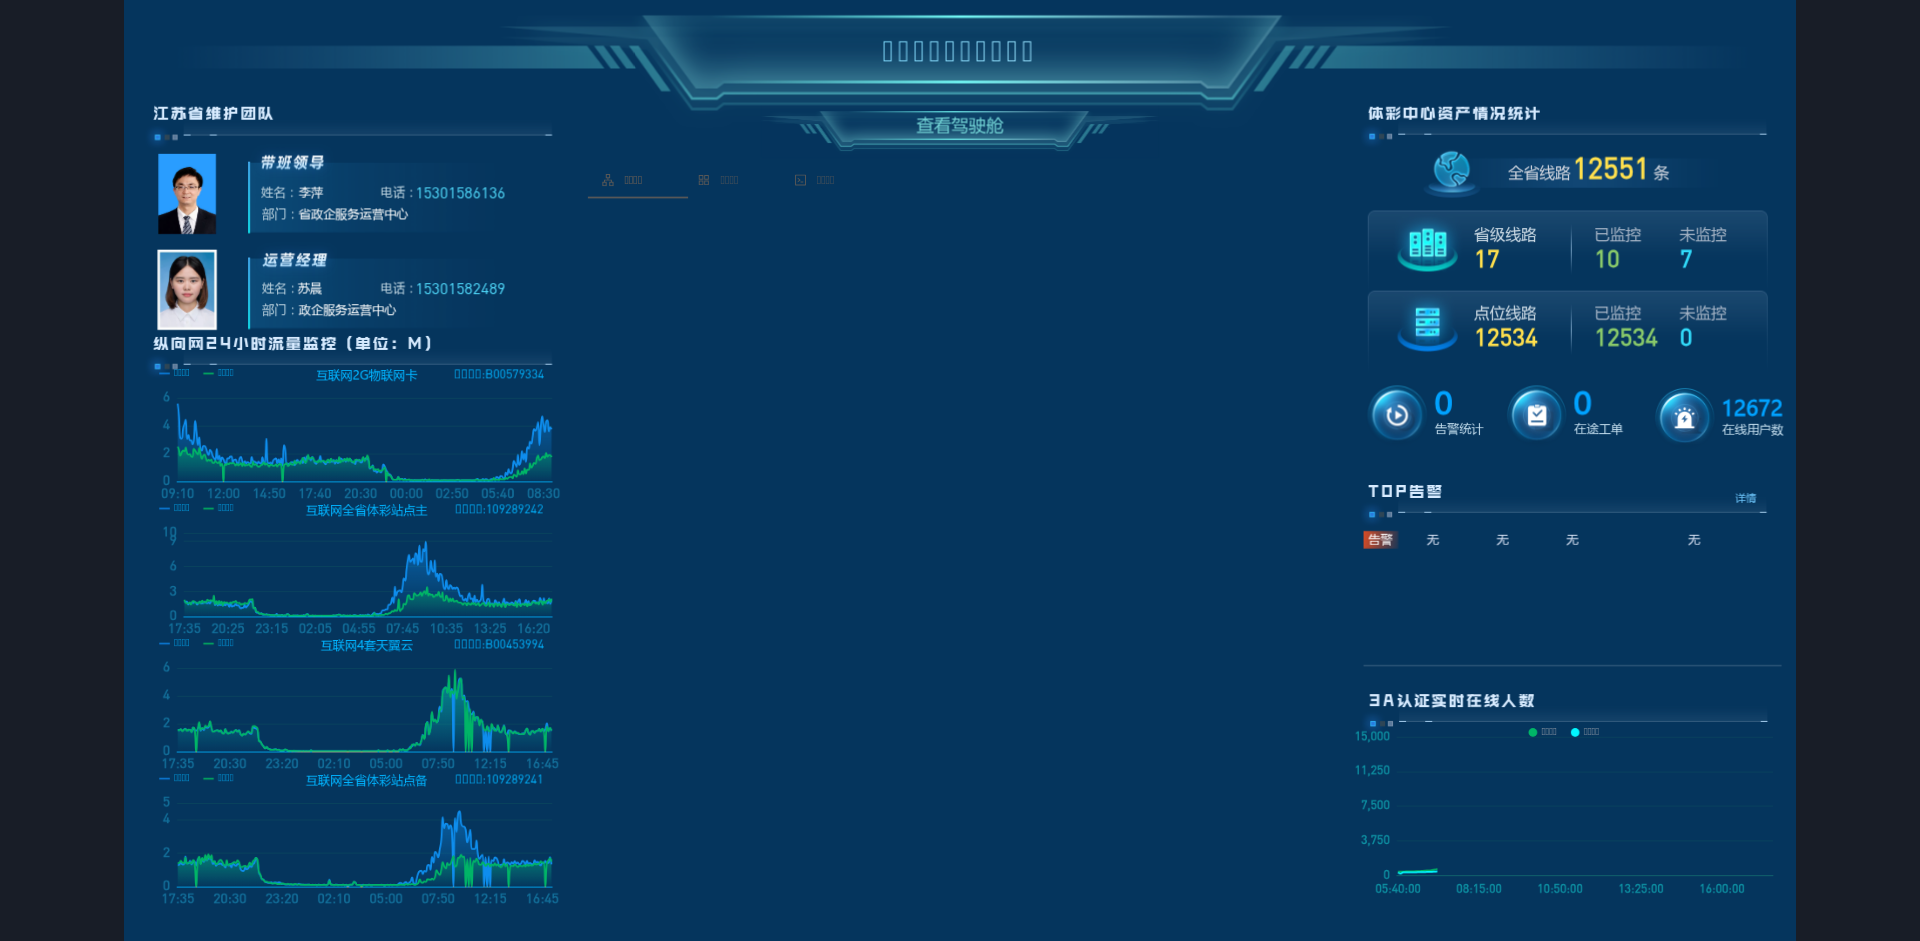 查看驾驶舱
江苏省维护团队
带班领导
姓名：李萍 电话：15301586136
部门：省政企服务运营中心
运营经理
姓名：苏晨 电话：15301582489
部门：政企服务运营中心
纵向网24小时流量监控（单位：M）
互联网2G物联网卡 :B00579334
6
4
2
0
09:10 12:00 14:50 17:40 20:30 00:00 02:50 05:40 08:30
互联网全省体彩站点主 :109289242
10
9
6
3
0
17:35 20:25 23:15 02:05 04:55 07:45 10:35 13:25 16:20
互联网4套天翼云 :B00453994
6
4
2
0
17:35 20:30 23:20 02:10 05:00 07:50 12:15 16:45
互联网全省体彩站点备 :109289241
5
4
2
0
17:35 20:30 23:20 02:10 05:00 07:50 12:15 16:45
体彩中心资产情况统计
全省线路 12551 条
省级线路 已监控 未监控
17 10 7
点位线路 已监控 未监控
12534 12534 0
0 告警统计
0 在途工单
12672 在线用户数
TOP告警 详情
告警 无 无 无 无
3A认证实时在线人数
15,000
11,250
7,500
3,750
0
05:40:00 08:15:00 10:50:00 13:25:00 16:00:00